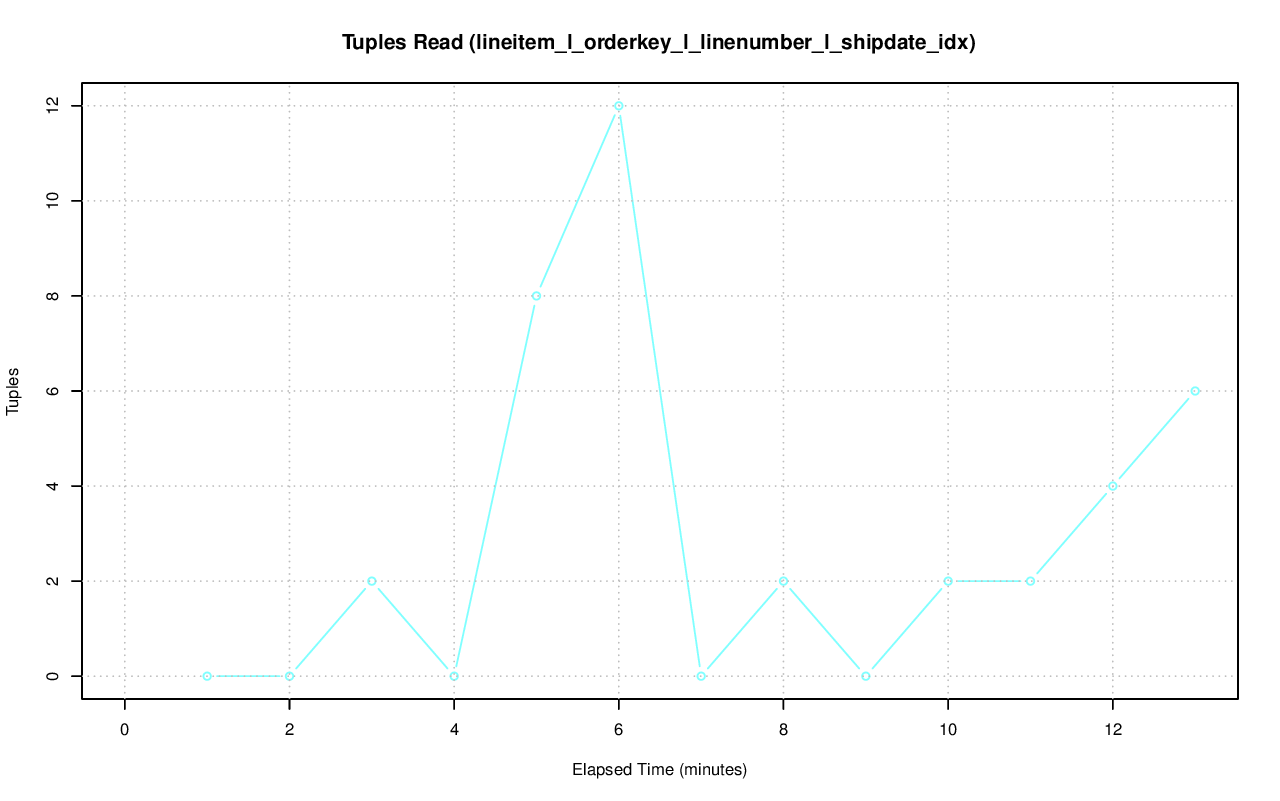 Tuples Read (lineitem_l_orderkey_l_linenumber_l_shipdate_idx)
12
10
8
6
4
2
0
Tuples
0 2 4 6 8 10 12
Elapsed Time (minutes)